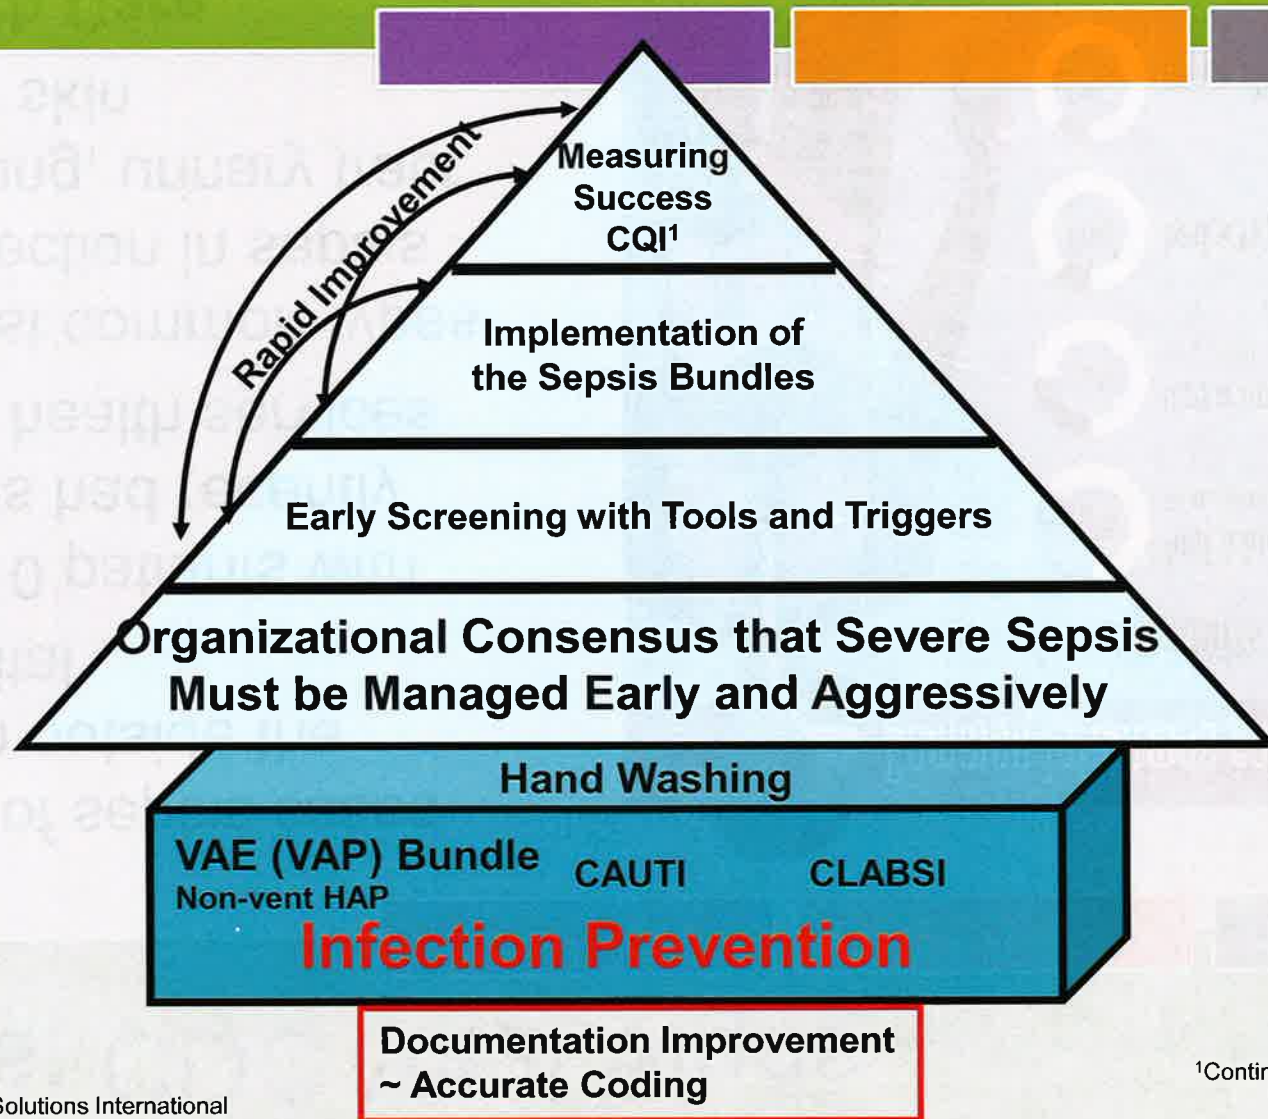 Measuring
Success
CQI¹
Rapid Improvement
Implementation of
the Sepsis Bundles
Early Screening with Tools and Triggers
Organizational Consensus that Severe Sepsis
Must be Managed Early and Aggressively
Hand Washing
VAE (VAP) Bundle
Non-vent HAP
CAUTI
CLABSI
Infection Prevention
Documentation Improvement
~ Accurate Coding
Solutions International